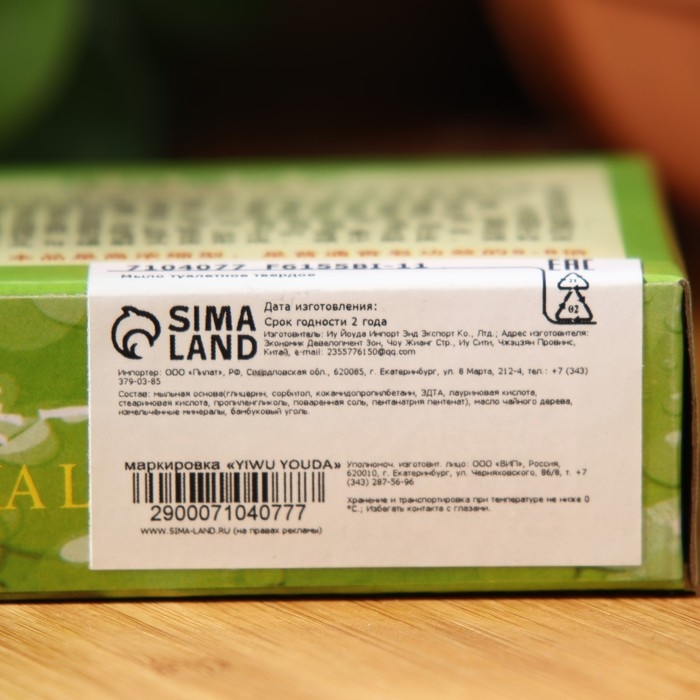 7104077 F6155BI-11
Мыло туалетное твердое
EAC
02
SIMA
LAND
Дата изготовления:
Срок годности 2 года
Изготовитель: Иу Йоуда Импорт Энд Экспорт Ко., Лтд.; Адрес изготовителя:
Экономик Девелопмент Зон, Чоу Жианг Стр., Иу Сити, Чжэцзян Провинс,
Китай, e-mail: 2355776150@qq.com
Импортер: ООО «Пилат», РФ, Свердловская обл., 620085, г. Екатеринбург, ул. 8 Марта, 212-4, тел.: +7 (343)
379-03-85
Состав: мыльная основа(глицерин, сорбитол, кокамидопропилбетаин, ЭДТА, лауриновая кислота,
стеариновая кислота, пропиленгликоль, поваренная соль, пентанатрия пентенат), масло чайного дерева,
измельчённые минералы, бамбуковый уголь.
AL
маркировка «YIWU YOUDA»
2900071040777
WWW.SIMA-LAND.RU (на правах рекламы)
Уполномоч. изготовит. лицо: ООО «ВИП», Россия,
620010, г. Екатеринбург, ул. Черняховского, 86/8, т. +7
(343) 287-56-96
Хранение и транспортировка при температуре не ниже 0
°С.; Избегать контакта с глазами.